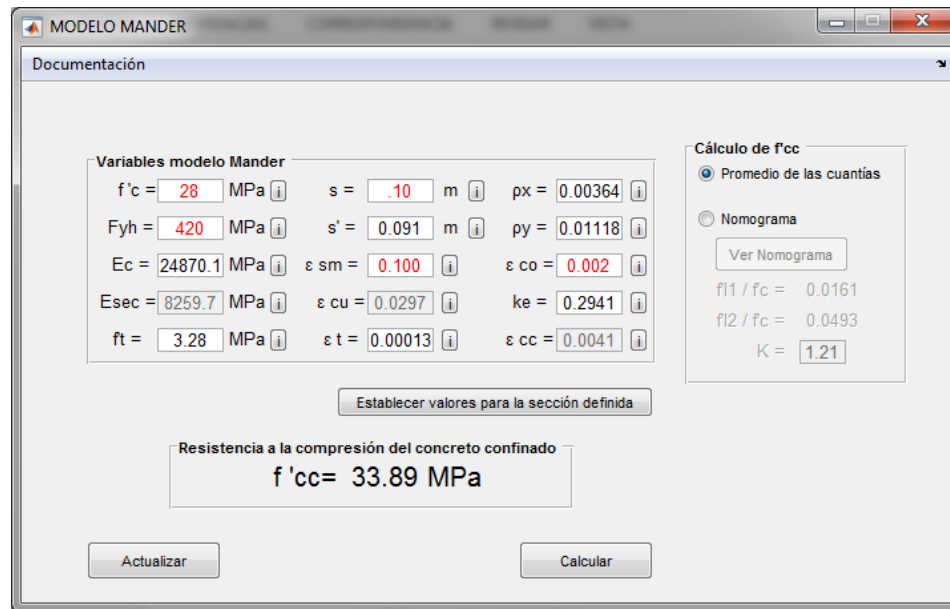 MODELO MANDER
Documentación
Variables modelo Mander
f 'c = 28 MPa i s = .10 m i ρx = 0.00364 i
Fyh = 420 MPa i s' = 0.091 m i ρy = 0.01118 i
Ec = 24870.1 MPa i ε sm = 0.100 i ε co = 0.002 i
Esec = 8259.7 MPa i ε cu = 0.0297 i ke = 0.2941 i
ft = 3.28 MPa i ε t = 0.00013 i ε cc = 0.0041 i
Cálculo de f'cc
Promedio de las cuantías
Nomograma
Ver Nomograma
fl1 / fc = 0.0161
fl2 / fc = 0.0493
K = 1.21
Establecer valores para la sección definida
Resistencia a la compresión del concreto confinado
f 'cc= 33.89 MPa
Actualizar
Calcular